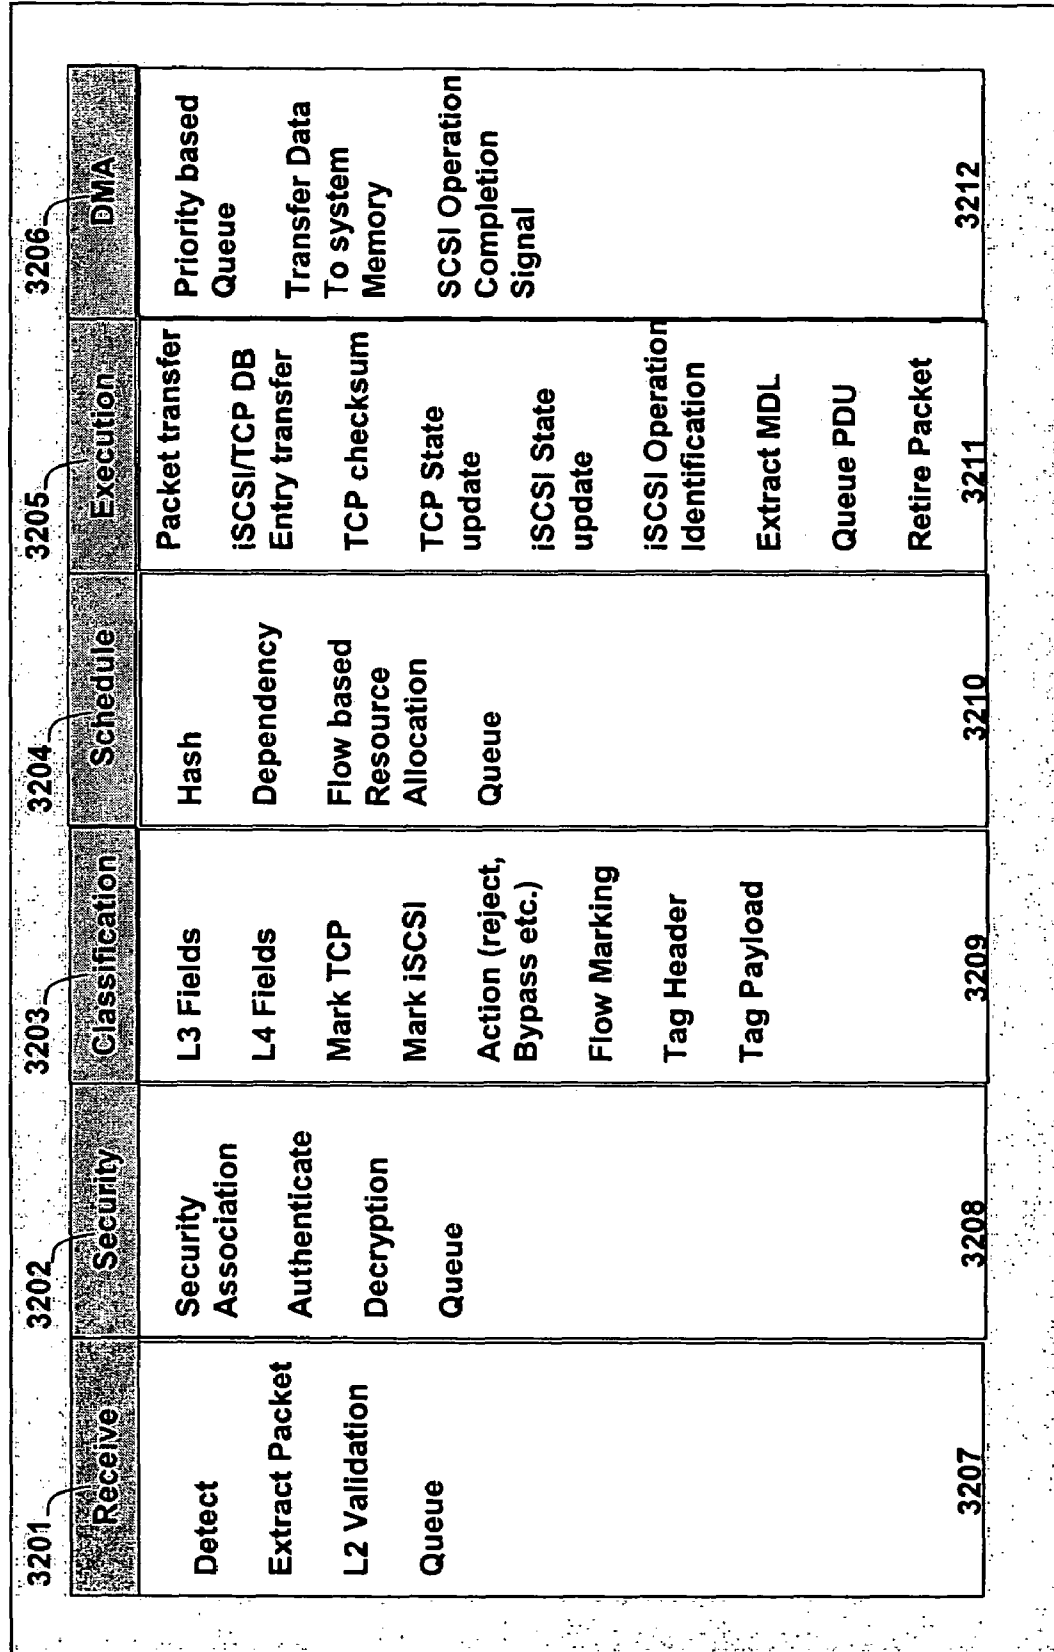 3201
3202
3203
3204
3205
3206
Receive
Security
Classification
Schedule
Execution
DMA
Detect
Extract Packet
L2 Validation
Queue
3207
Security
Association
Authenticate
Decryption
Queue
3208
L3 Fields
L4 Fields
Mark TCP
Mark iSCSI
Action (reject,
Bypass etc.)
Flow Marking
Tag Header
Tag Payload
3209
Hash
Dependency
Flow based
Resource
Allocation
Queue
3210
Packet transfer
iSCSI/TCP DB
Entry transfer
TCP checksum
TCP State
update
iSCSI State
update
iSCSI Operation
Identification
Extract MDL
Queue PDU
Retire Packet
3211
Priority based
Queue
Transfer Data
To system
Memory
SCSI Operation
Completion
Signal
3212